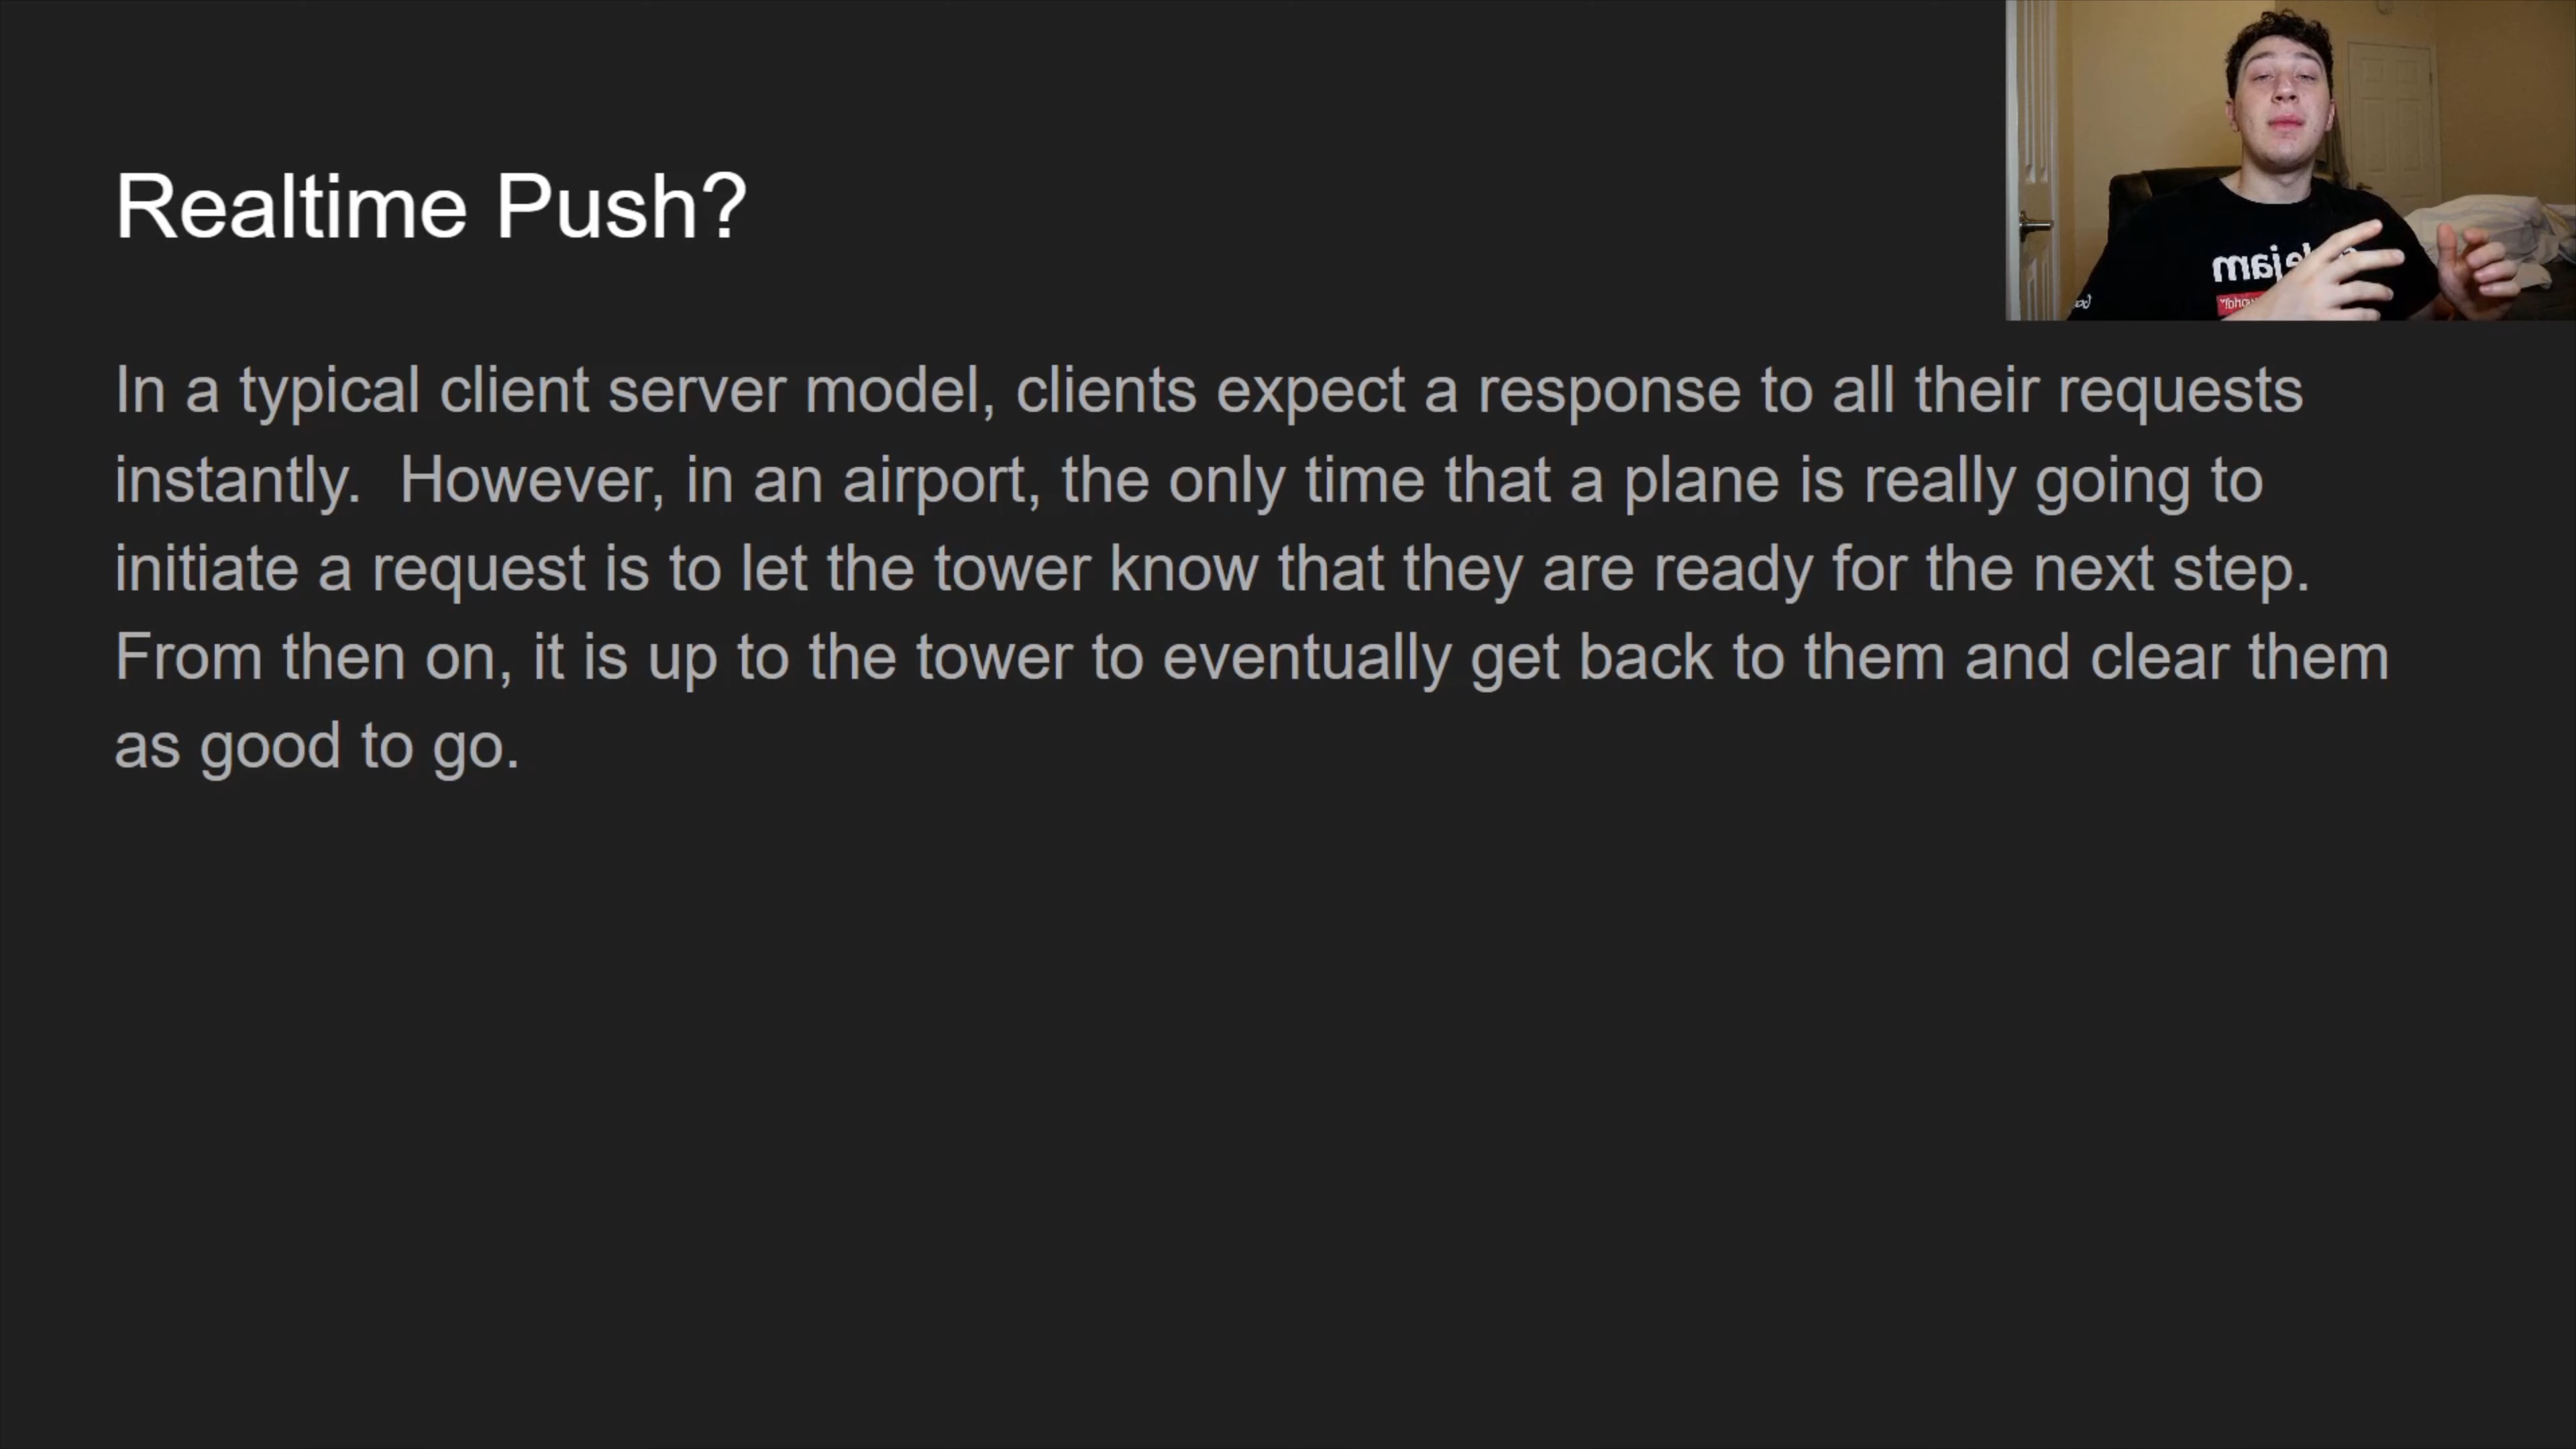 Realtime Push?
In a typical client server model, clients expect a response to all their requests
instantly.  However, in an airport, the only time that a plane is really going to
initiate a request is to let the tower know that they are ready for the next step.
From then on, it is up to the tower to eventually get back to them and clear them
as good to go.